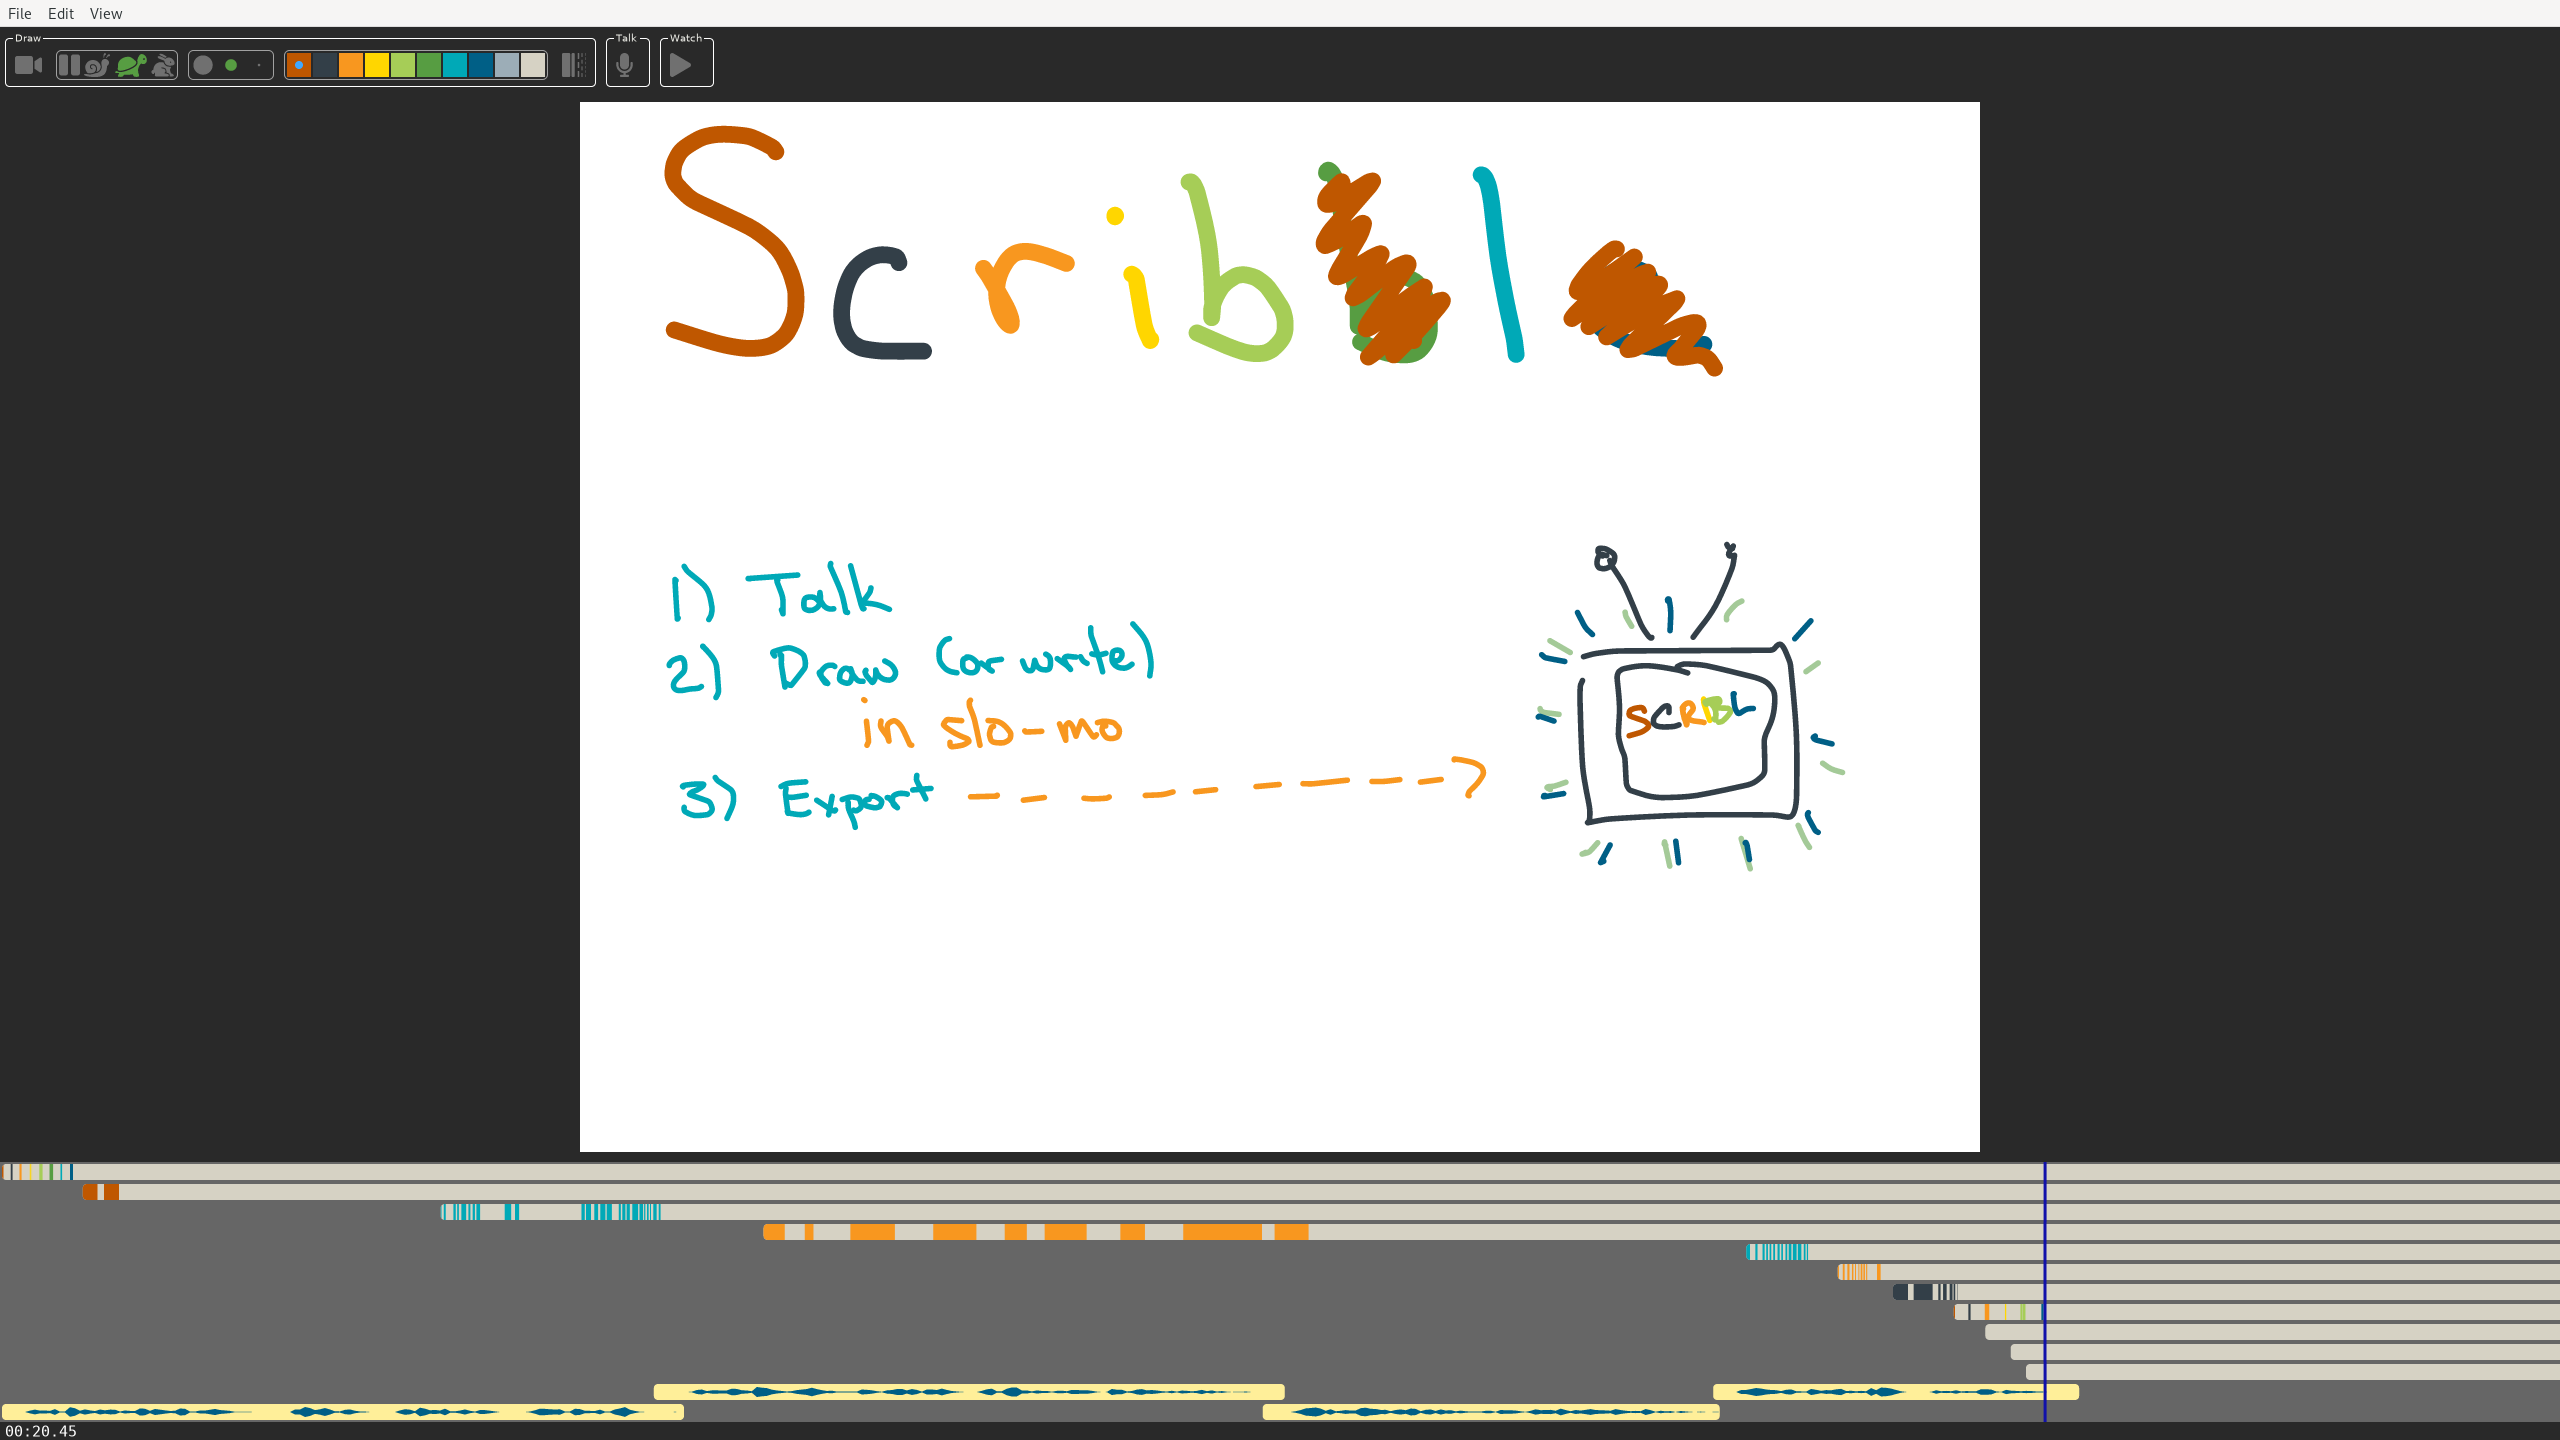 File Edit View
Draw Talk Watch
Scribl
1) Talk
2) Draw (or write)
in slo-mo
3) Export
SCRIBL
00:20.45